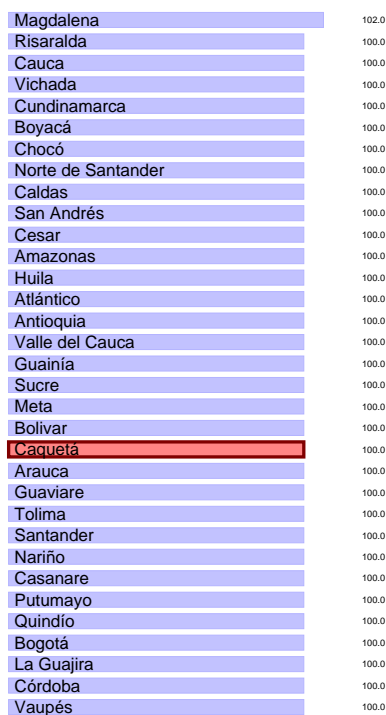 Magdalena 102.0
Risaralda 100.0
Cauca 100.0
Vichada 100.0
Cundinamarca 100.0
Boyacá 100.0
Chocó 100.0
Norte de Santander 100.0
Caldas 100.0
San Andrés 100.0
Cesar 100.0
Amazonas 100.0
Huila 100.0
Atlántico 100.0
Antioquia 100.0
Valle del Cauca 100.0
Guainía 100.0
Sucre 100.0
Meta 100.0
Bolivar 100.0
Caquetá 100.0
Arauca 100.0
Guaviare 100.0
Tolima 100.0
Santander 100.0
Nariño 100.0
Casanare 100.0
Putumayo 100.0
Quindío 100.0
Bogotá 100.0
La Guajira 100.0
Córdoba 100.0
Vaupés 100.0